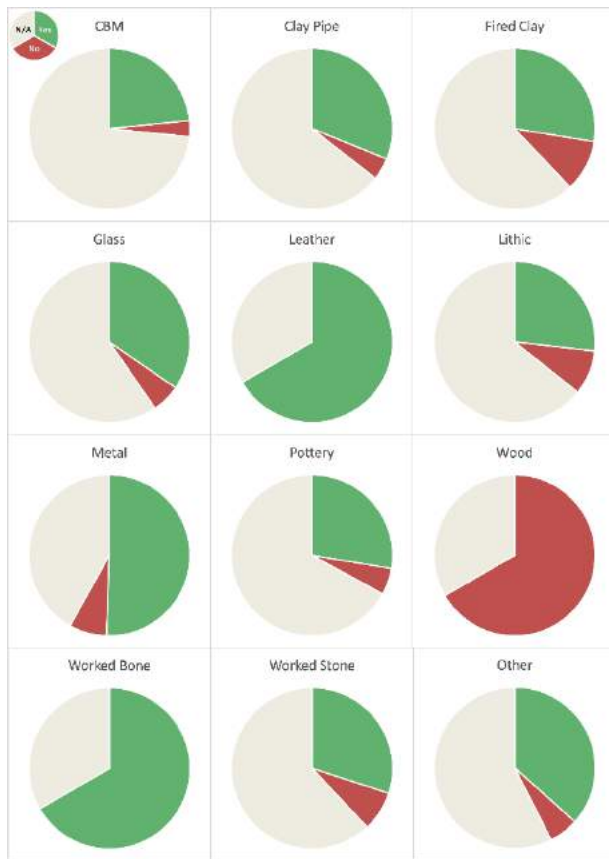 N/A Yes
No
CBM
Clay Pipe
Fired Clay
Glass
Leather
Lithic
Metal
Pottery
Wood
Worked Bone
Worked Stone
Other